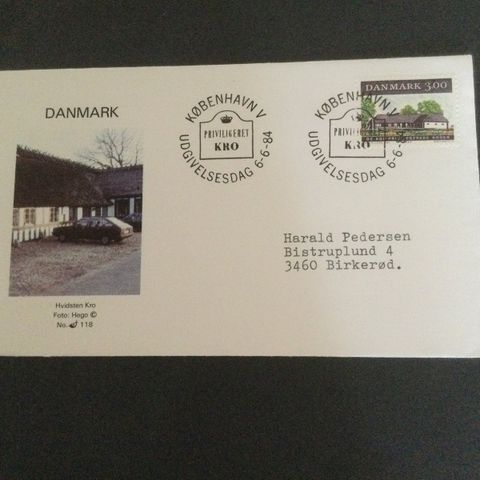 DANMARK
Hvidsten Kro
Foto: Hego ©
No. 118
KØBENHAVN V
PRIVILIGERET
KRO
UDGIVELSESDAG 6-6-84
KØBENHAVN V
KRO
UDGIVELSESDAG 6-6-8
DANMARK 3.00
Harald Pedersen
Bistruplund 4
3460 Birkerød.